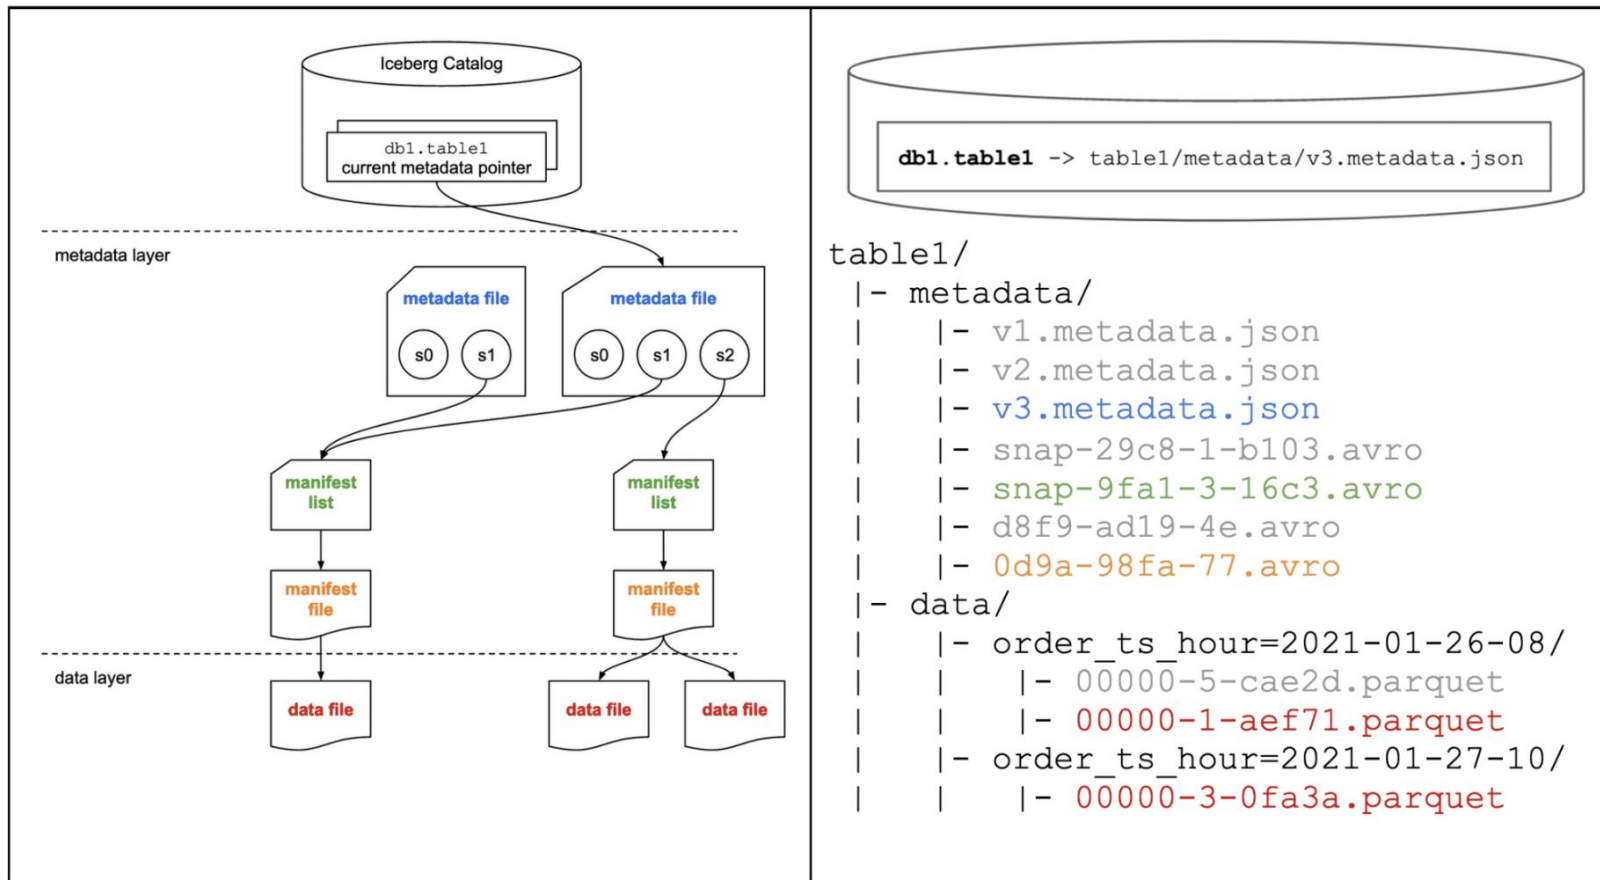 Iceberg Catalog
db1.table1
current metadata pointer
metadata layer
metadata file
metadata file
s0
s1
s0
s1
s2
manifest
list
manifest
list
manifest
file
manifest
file
data layer
data file
data file
data file
db1.table1 -> table1/metadata/v3.metadata.json
table1/
|- metadata/
| |- v1.metadata.json
| |- v2.metadata.json
| |- v3.metadata.json
| |- snap-29c8-1-b103.avro
| |- snap-9fa1-3-16c3.avro
| |- d8f9-ad19-4e.avro
| |- 0d9a-98fa-77.avro
|- data/
| |- order_ts_hour=2021-01-26-08/
| | |- 00000-5-cae2d.parquet
| | |- 00000-1-aef71.parquet
| |- order_ts_hour=2021-01-27-10/
| | |- 00000-3-0fa3a.parquet